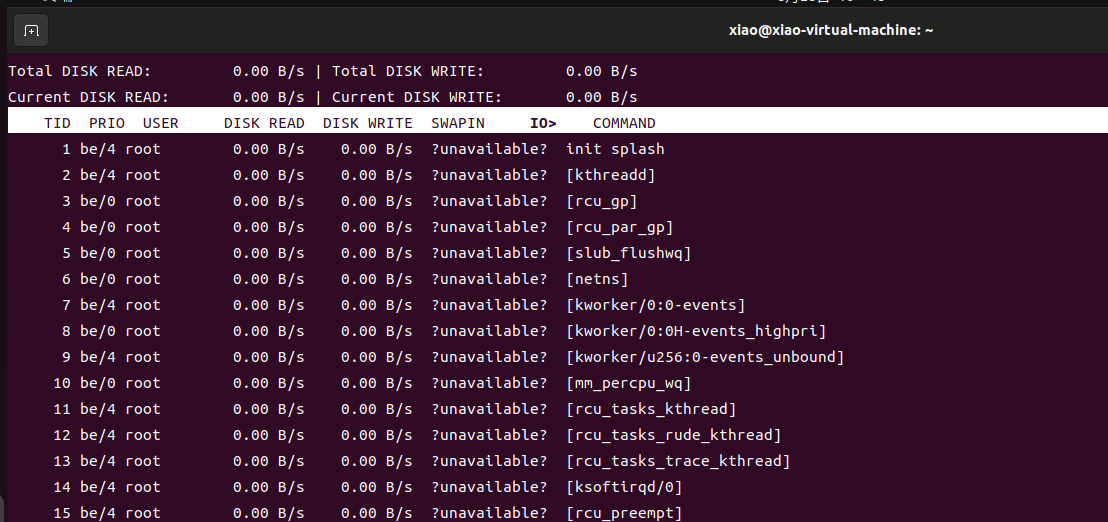 xiao@xiao-virtual-machine: ~
Total DISK READ:         0.00 B/s | Total DISK WRITE:         0.00 B/s
Current DISK READ:       0.00 B/s | Current DISK WRITE:       0.00 B/s
    TID  PRIO  USER     DISK READ  DISK WRITE  SWAPIN     IO>    COMMAND
      1 be/4 root        0.00 B/s    0.00 B/s  ?unavailable?  init splash
      2 be/4 root        0.00 B/s    0.00 B/s  ?unavailable?  [kthreadd]
      3 be/0 root        0.00 B/s    0.00 B/s  ?unavailable?  [rcu_gp]
      4 be/0 root        0.00 B/s    0.00 B/s  ?unavailable?  [rcu_par_gp]
      5 be/0 root        0.00 B/s    0.00 B/s  ?unavailable?  [slub_flushwq]
      6 be/0 root        0.00 B/s    0.00 B/s  ?unavailable?  [netns]
      7 be/4 root        0.00 B/s    0.00 B/s  ?unavailable?  [kworker/0:0-events]
      8 be/0 root        0.00 B/s    0.00 B/s  ?unavailable?  [kworker/0:0H-events_highpri]
      9 be/4 root        0.00 B/s    0.00 B/s  ?unavailable?  [kworker/u256:0-events_unbound]
     10 be/0 root        0.00 B/s    0.00 B/s  ?unavailable?  [mm_percpu_wq]
     11 be/4 root        0.00 B/s    0.00 B/s  ?unavailable?  [rcu_tasks_kthread]
     12 be/4 root        0.00 B/s    0.00 B/s  ?unavailable?  [rcu_tasks_rude_kthread]
     13 be/4 root        0.00 B/s    0.00 B/s  ?unavailable?  [rcu_tasks_trace_kthread]
     14 be/4 root        0.00 B/s    0.00 B/s  ?unavailable?  [ksoftirqd/0]
     15 be/4 root        0.00 B/s    0.00 B/s  ?unavailable?  [rcu_preempt]